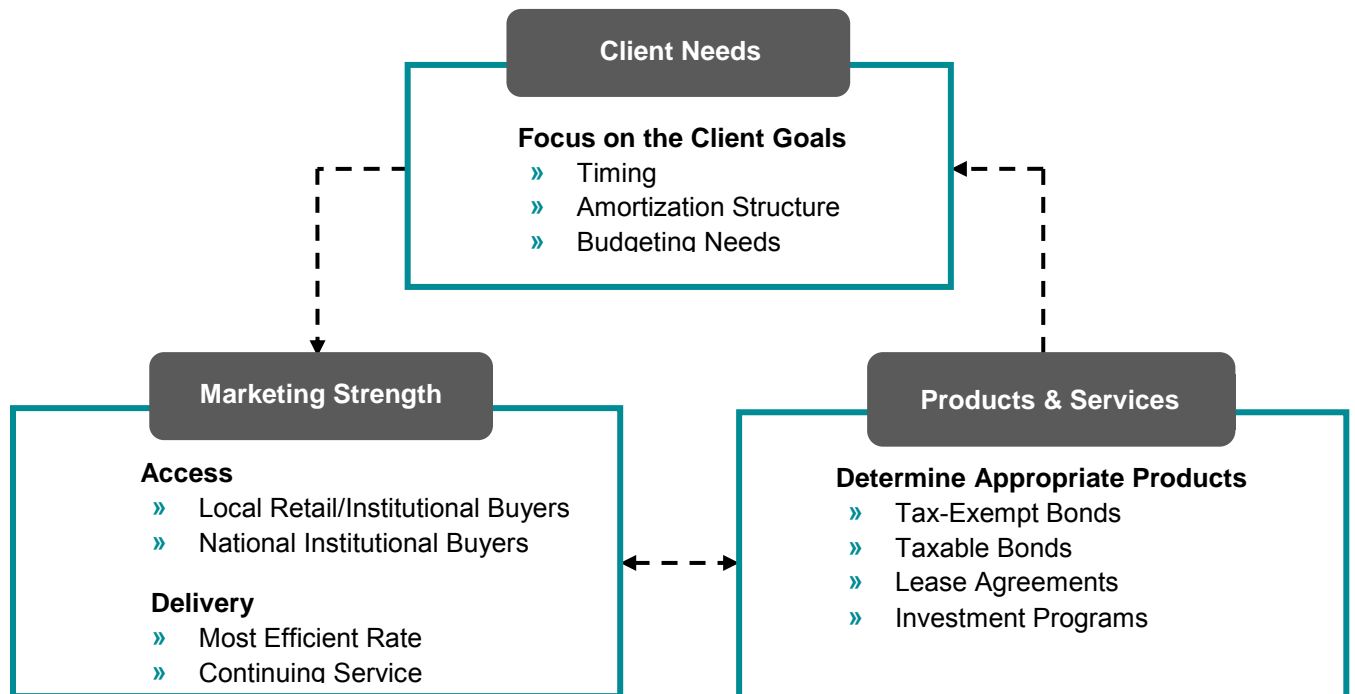 Client Needs
Focus on the Client Goals
» Timing
» Amortization Structure
» Budgeting Needs
Marketing Strength
Access
» Local Retail/Institutional Buyers
» National Institutional Buyers
Delivery
» Most Efficient Rate
» Continuing Service
Products & Services
Determine Appropriate Products
» Tax-Exempt Bonds
» Taxable Bonds
» Lease Agreements
» Investment Programs